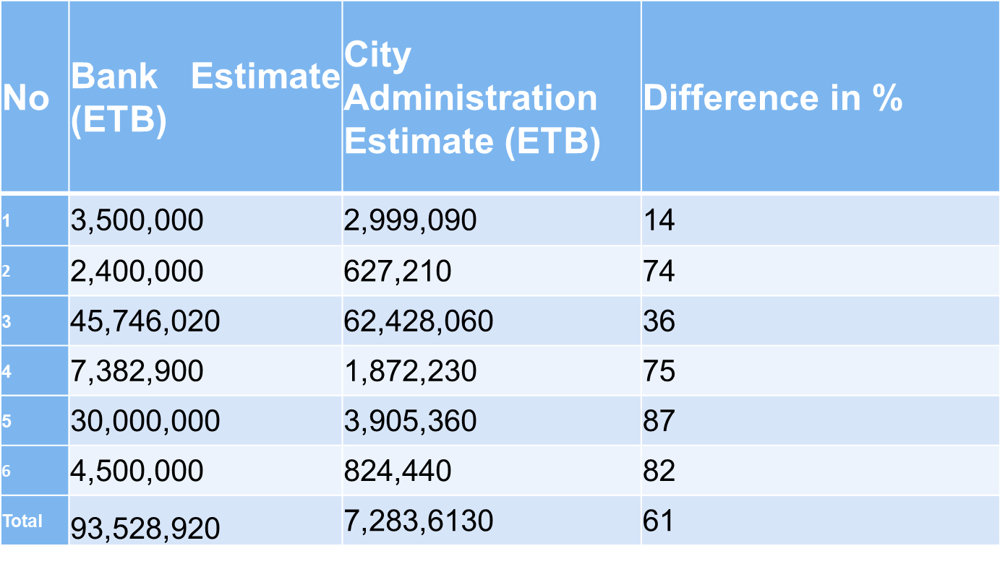 No Bank Estimate (ETB) City Administration Estimate (ETB) Difference in %
1 3,500,000 2,999,090 14
2 2,400,000 627,210 74
3 45,746,020 62,428,060 36
4 7,382,900 1,872,230 75
5 30,000,000 3,905,360 87
6 4,500,000 824,440 82
Total 93,528,920 7,283,6130 61